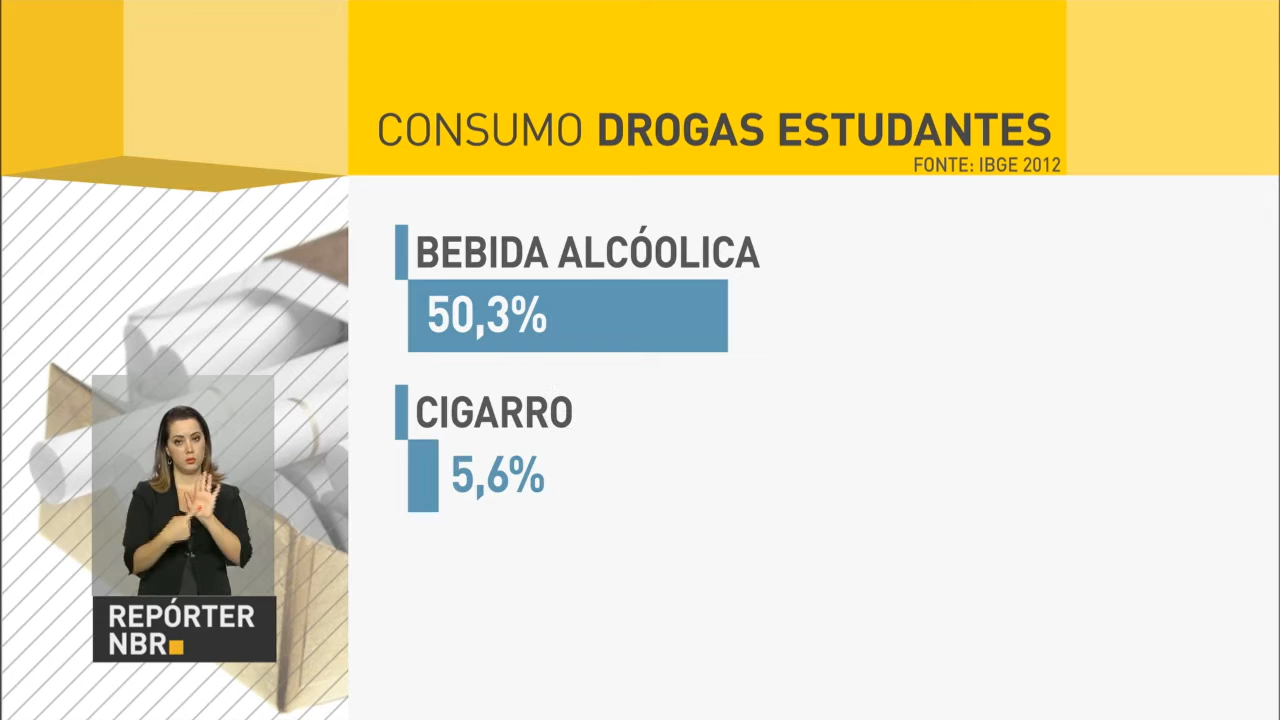 CONSUMO DROGAS ESTUDANTES
FONTE: IBGE 2012
BEBIDA ALCÓOLICA
50,3%
CIGARRO
5,6%
REPÓRTER
NBR